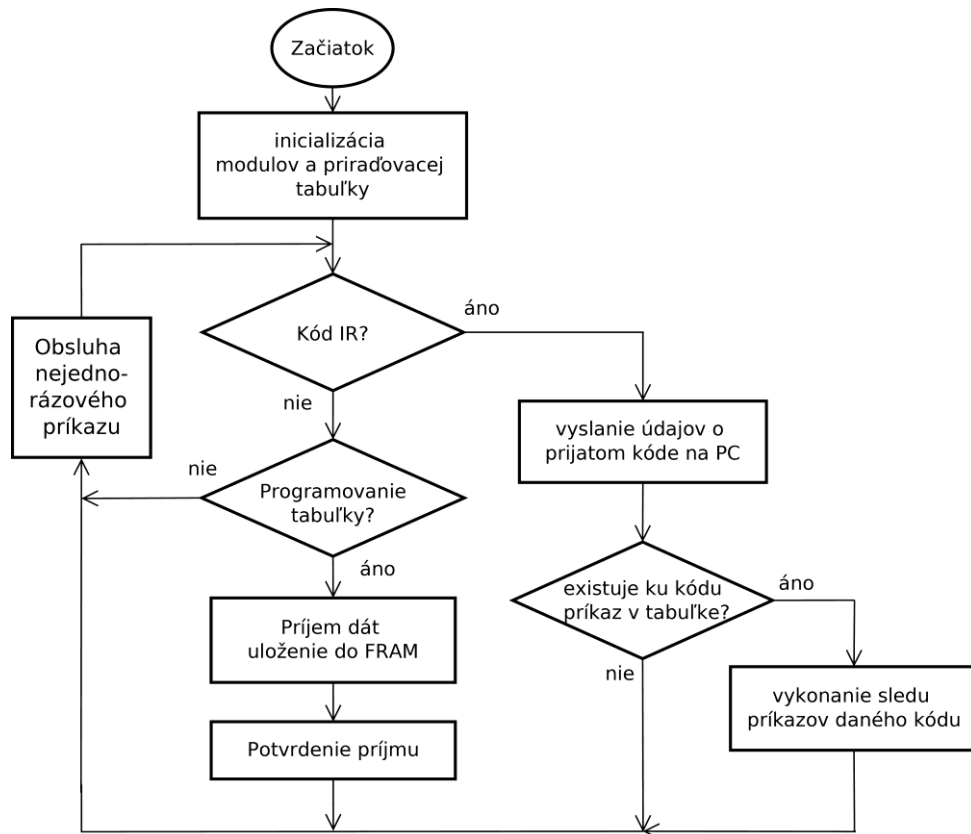 Začiatok
inicializácia
modulov a priraďovacej
tabuľky
Kód IR?
áno
nie
Obsluha
nejedno-
rázového
príkazu
vyslanie údajov o
prijatom kóde na PC
nie
Programovanie
tabuľky?
áno
existuje ku kódu
príkaz v tabuľke?
áno
nie
Príjem dát
uloženie do FRAM
vykonanie sledu
príkazov daného kódu
Potvrdenie príjmu